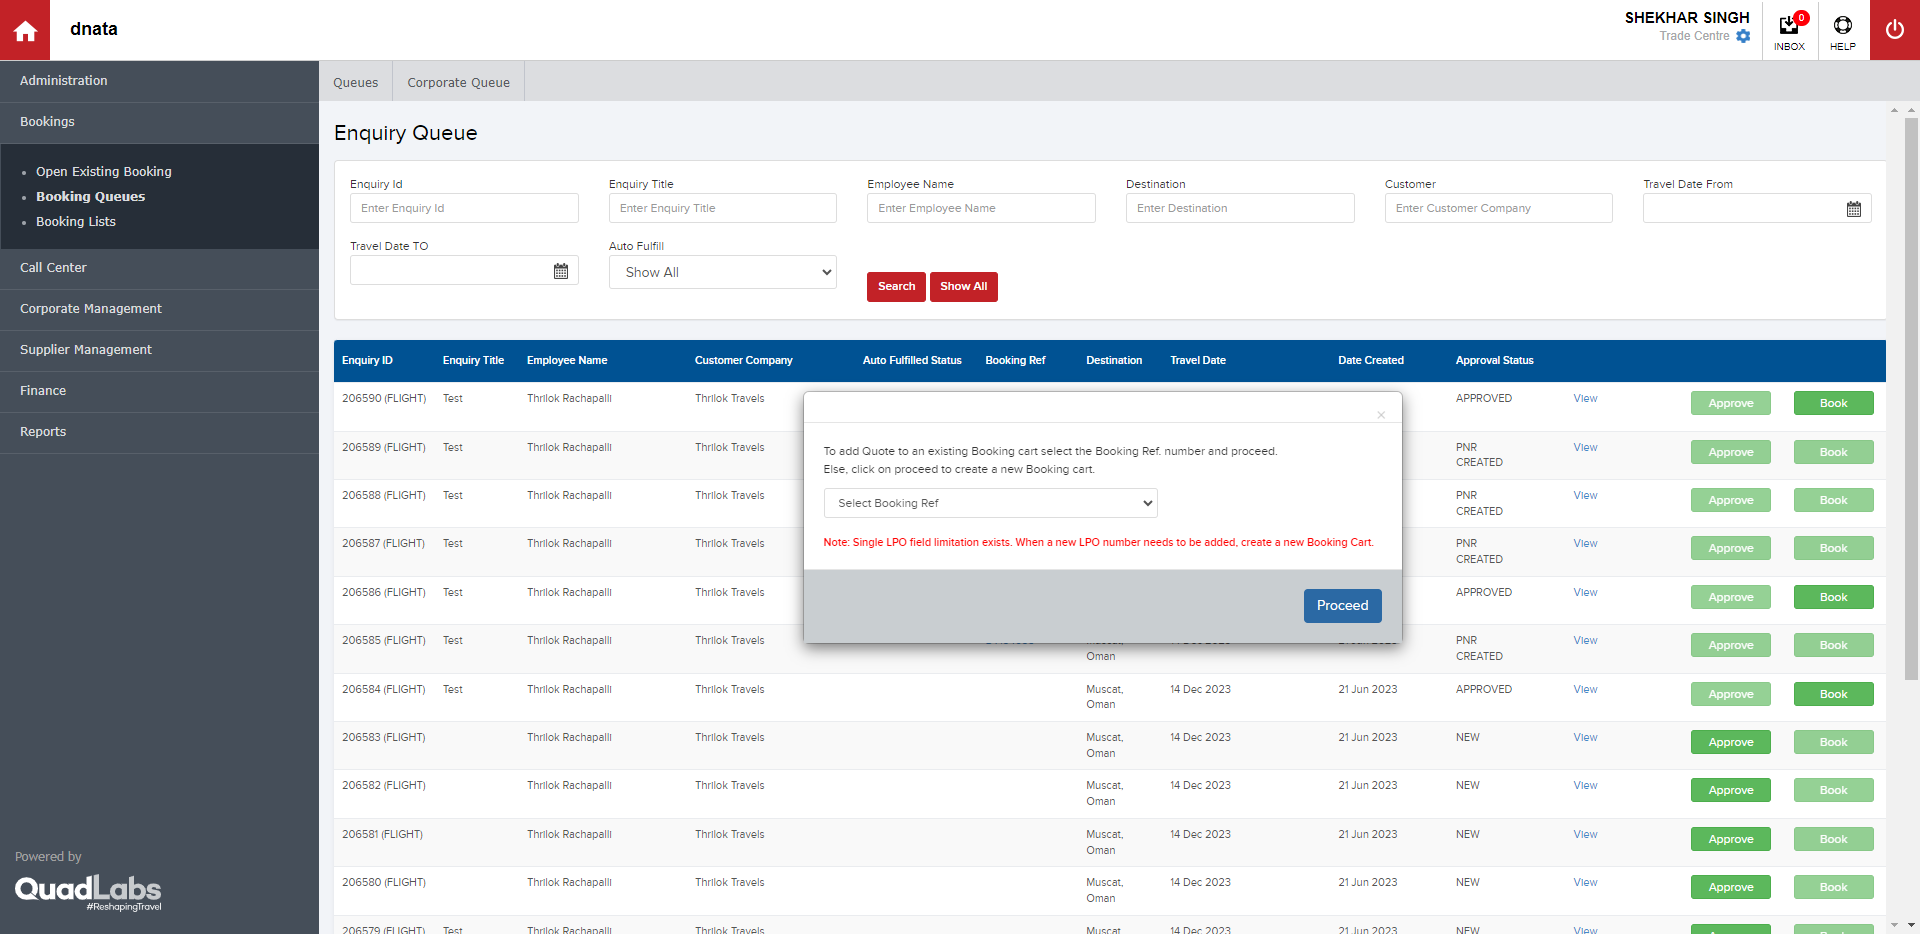 dnata
SHEKHAR SINGH
Trade Centre
0
INBOX
HELP
Administration
Bookings
Open Existing Booking
Booking Queues
Booking Lists
Call Center
Corporate Management
Supplier Management
Finance
Reports
Powered by
QuadLabs
#ReshapingTravel
Queues
Corporate Queue
Enquiry Queue
Enquiry Id
Enquiry Title
Employee Name
Destination
Customer
Travel Date From
Enter Enquiry Id
Enter Enquiry Title
Enter Employee Name
Enter Destination
Enter Customer Company
Travel Date TO
Auto Fulfill
Show All
Search
Show All
Enquiry ID Enquiry Title Employee Name Customer Company Auto Fulfilled Status Booking Ref Destination Travel Date Date Created Approval Status
206590 (FLIGHT) Test Thrilok Rachapalli Thrilok Travels APPROVED View Approve Book
206589 (FLIGHT) Test Thrilok Rachapalli Thrilok Travels PNR View Approve Book
CREATED
206588 (FLIGHT) Test Thrilok Rachapalli Thrilok Travels PNR View Approve Book
CREATED
206587 (FLIGHT) Test Thrilok Rachapalli Thrilok Travels PNR View Approve Book
CREATED
206586 (FLIGHT) Test Thrilok Rachapalli Thrilok Travels APPROVED View Approve Book
206585 (FLIGHT) Test Thrilok Rachapalli Thrilok Travels PNR View Approve Book
Oman CREATED
206584 (FLIGHT) Test Thrilok Rachapalli Thrilok Travels Muscat, 14 Dec 2023 21 Jun 2023 APPROVED View Approve Book
Oman
206583 (FLIGHT) Thrilok Rachapalli Thrilok Travels Muscat, 14 Dec 2023 21 Jun 2023 NEW View Approve Book
Oman
206582 (FLIGHT) Thrilok Rachapalli Thrilok Travels Muscat, 14 Dec 2023 21 Jun 2023 NEW View Approve Book
Oman
206581 (FLIGHT) Thrilok Rachapalli Thrilok Travels Muscat, 14 Dec 2023 21 Jun 2023 NEW View Approve Book
Oman
206580 (FLIGHT) Thrilok Rachapalli Thrilok Travels Muscat, 14 Dec 2023 21 Jun 2023 NEW View Approve Book
Oman
206579 (FLIGHT) Test Thrilok Rachapalli Thrilok Travels Muscat, 14 Dec 2023 21 Jun 2023 NEW View Approve Book
×
To add Quote to an existing Booking cart select the Booking Ref. number and proceed.
Else, click on proceed to create a new Booking cart.
Select Booking Ref
Note: Single LPO field limitation exists. When a new LPO number needs to be added, create a new Booking Cart.
Proceed